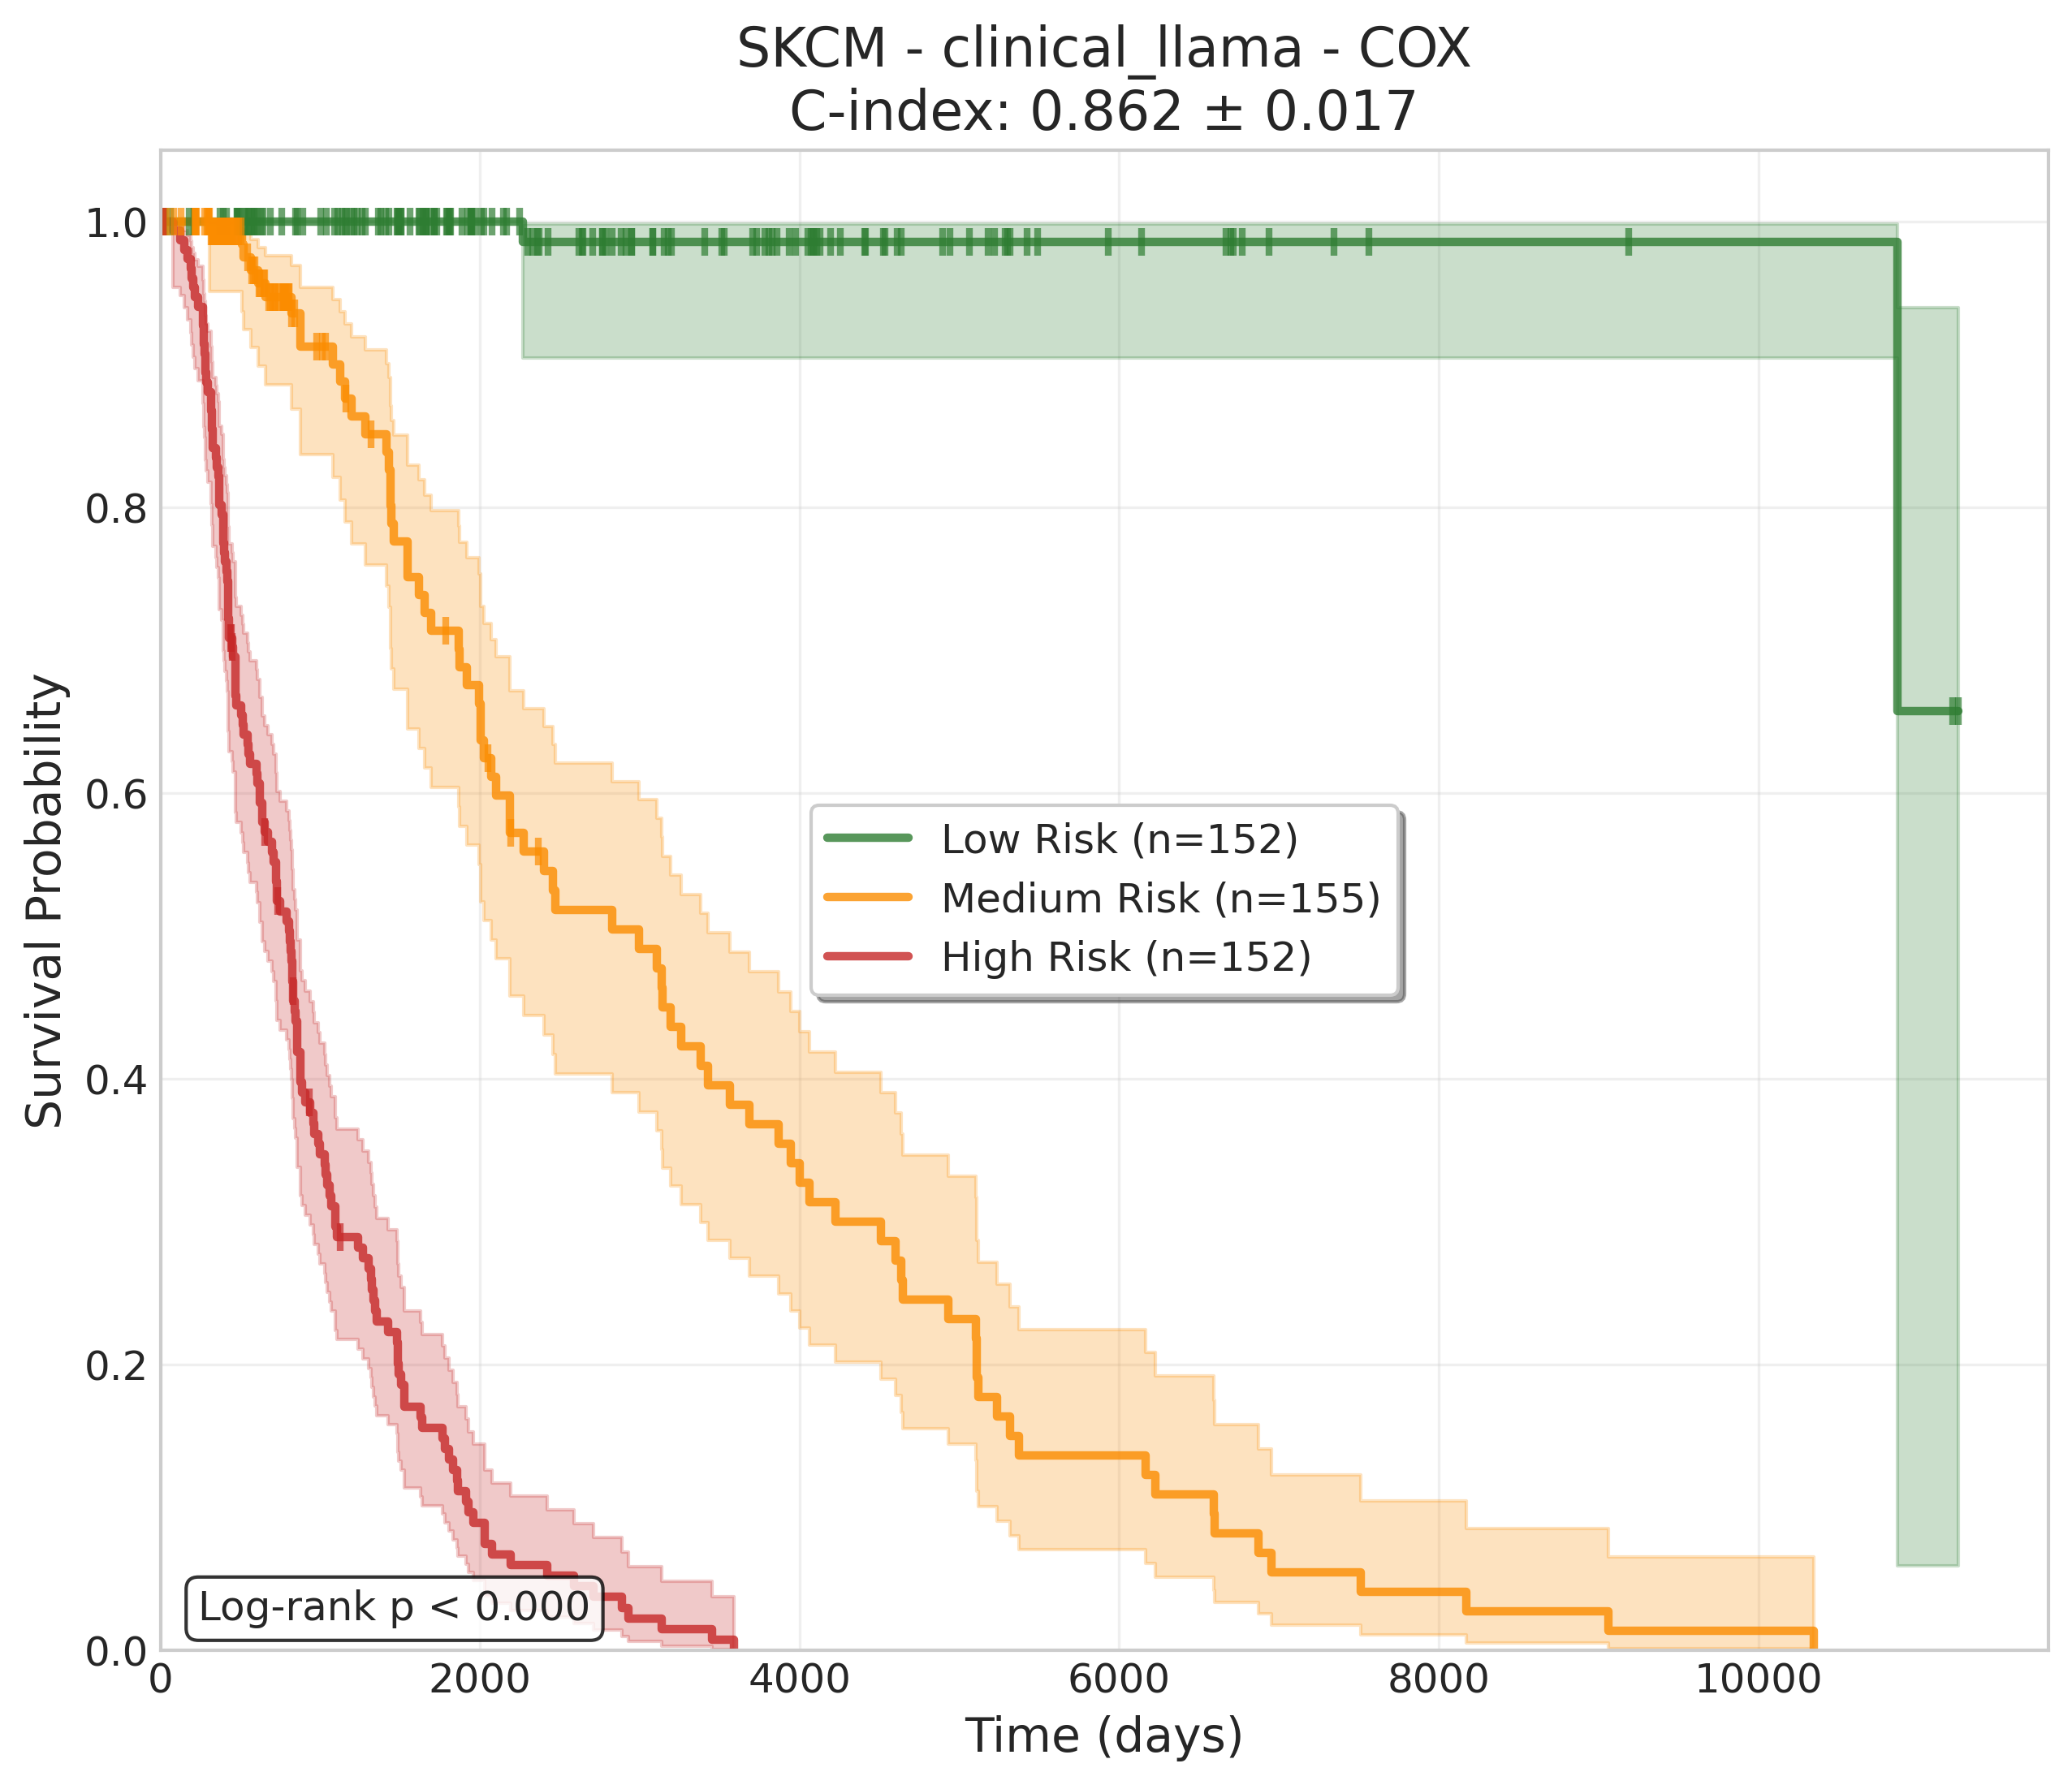 SKCM - clinical_llama - COX
C-index: 0.862 ± 0.017
Survival Probability
1.0
0.8
0.6
0.4
0.2
0.0
Low Risk (n=152)
Medium Risk (n=155)
High Risk (n=152)
Log-rank p < 0.000
0 2000 4000 6000 8000 10000
Time (days)